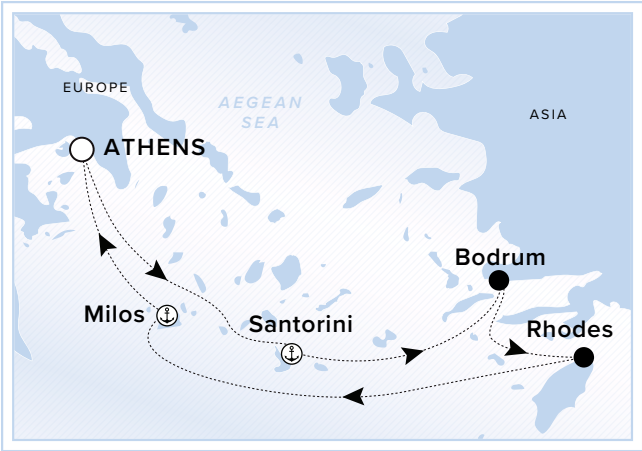 EUROPE
AEGEAN
SEA
ASIA
ATHENS
Bodrum
Milos
Santorini
Rhodes